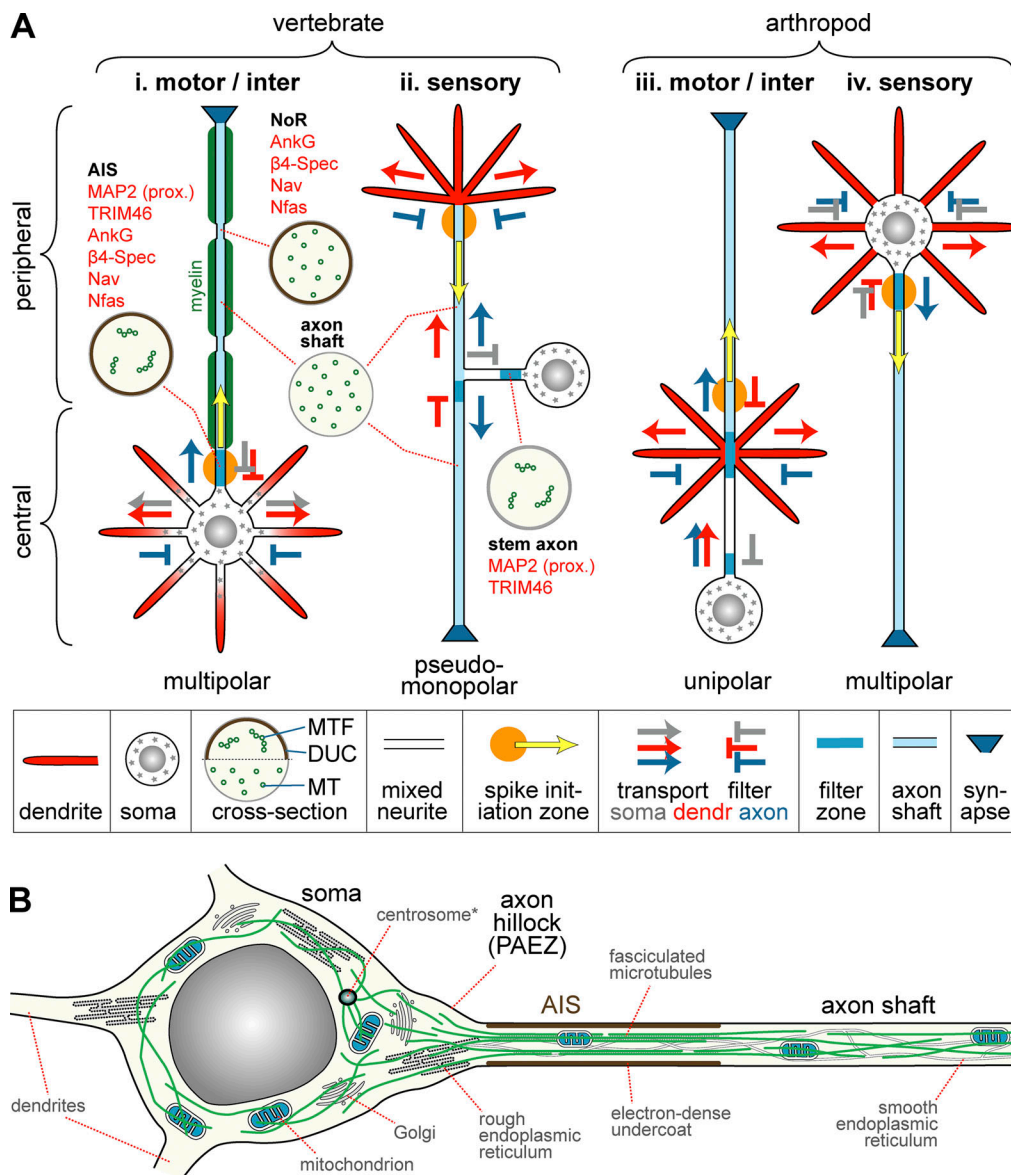 A
vertebrate
arthropod
i. motor / inter
ii. sensory
iii. motor / inter
iv. sensory
peripheral
central
AIS
MAP2 (prox.)
TRIM46
AnkG
β4-Spec
Nav
Nfas
NoR
AnkG
β4-Spec
Nav
Nfas
myelin
axon
shaft
stem axon
MAP2 (prox.)
TRIM46
multipolar
pseudo-
monopolar
unipolar
multipolar
dendrite
soma
MTF
DUC
MT
cross-section
mixed
neurite
spike init-
iation zone
transport filter
soma dendr axon
filter
zone
axon
shaft
syn-
apse
B
soma
centrosome*
axon
hillock
(PAEZ)
fasciculated
microtubules
AIS
axon shaft
dendrites
mitochondrion
Golgi
rough
endoplasmic
reticulum
electron-dense
undercoat
smooth
endoplasmic
reticulum